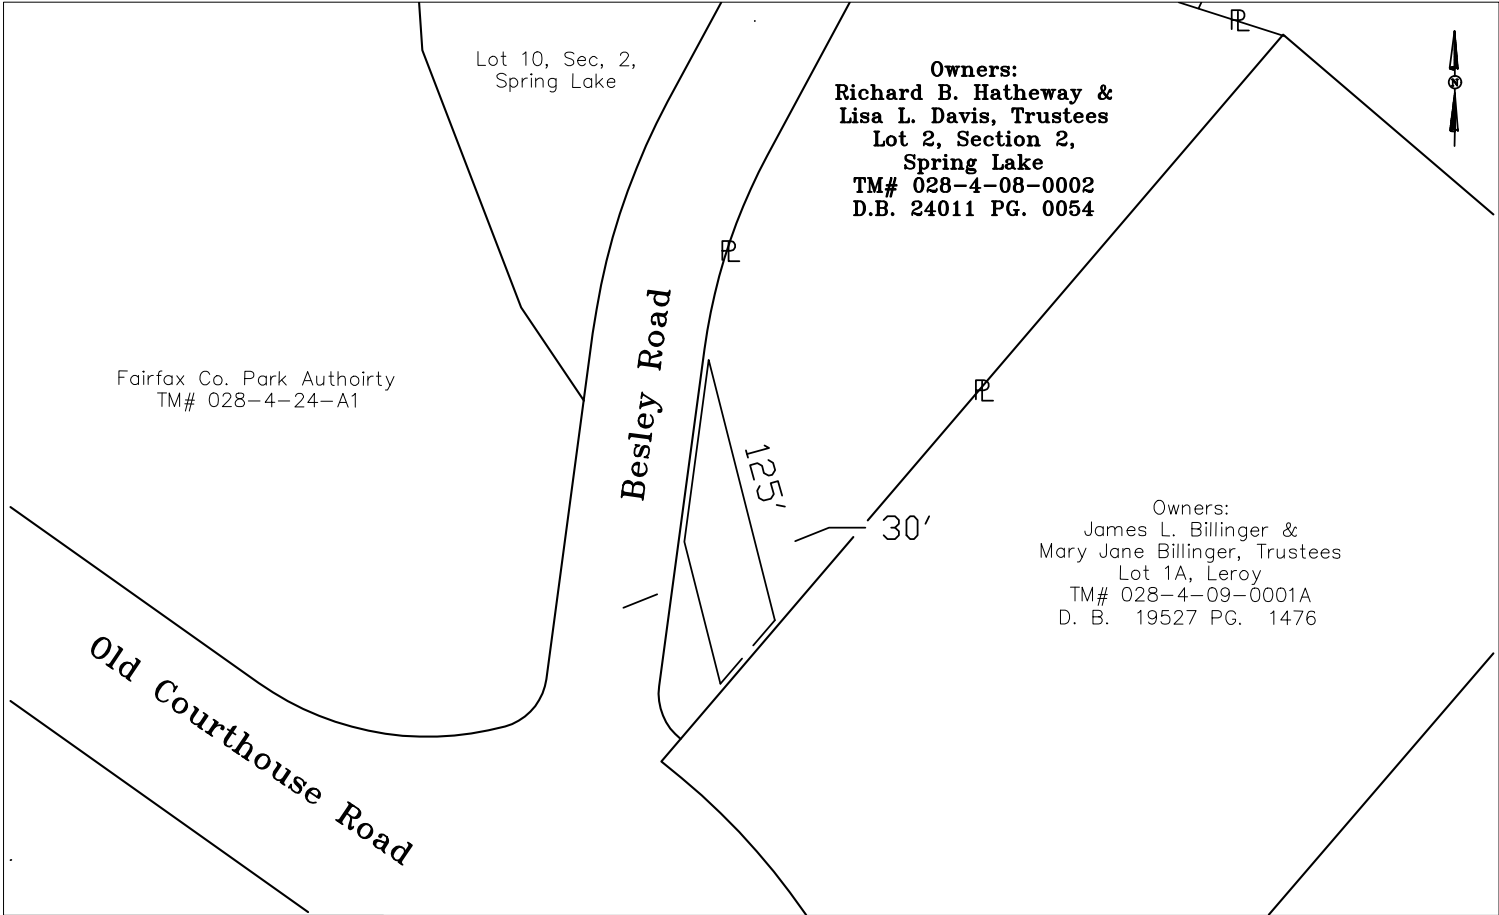 Lot 10, Sec, 2,
Spring Lake
PL
Owners:
Richard B. Hatheway &
Lisa L. Davis, Trustees
Lot 2, Section 2,
Spring Lake
TM# 028-4-08-0002
D.B. 24011 PG. 0054
N
PL
Besley Road
Fairfax Co. Park Authoirty
TM# 028-4-24-A1
PL
125'
30'
Owners:
James L. Billinger &
Mary Jane Billinger, Trustees
Lot 1A, Leroy
TM# 028-4-09-0001A
D. B. 19527 PG. 1476
Old Courthouse Road